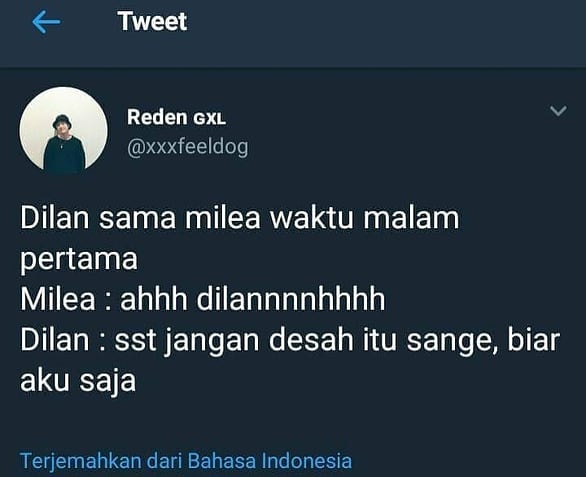 Tweet
Reden GXL
@xxxfeeldog
Dilan sama milea waktu malam
pertama
Milea : ahhh dilannnnhhhh
Dilan : sst jangan desah itu sange, biar
aku saja
Terjemahkan dari Bahasa Indonesia